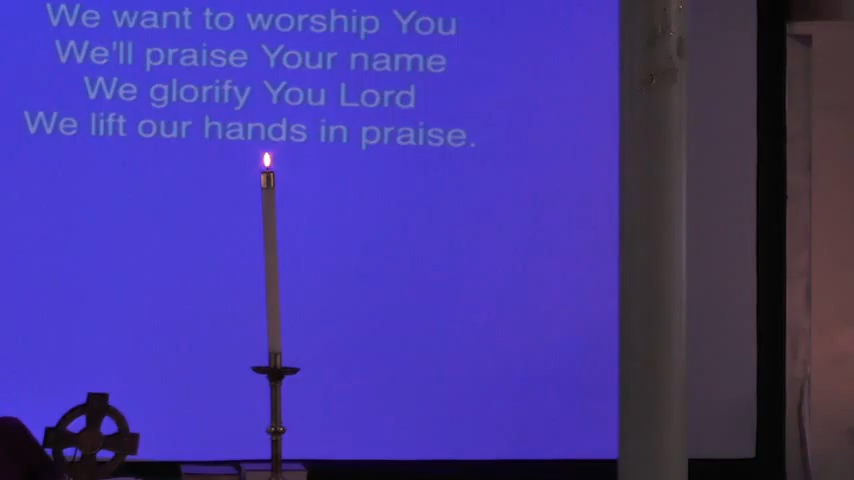 We want to worship You
We'll praise Your name
We glorify You Lord
We lift our hands in praise.